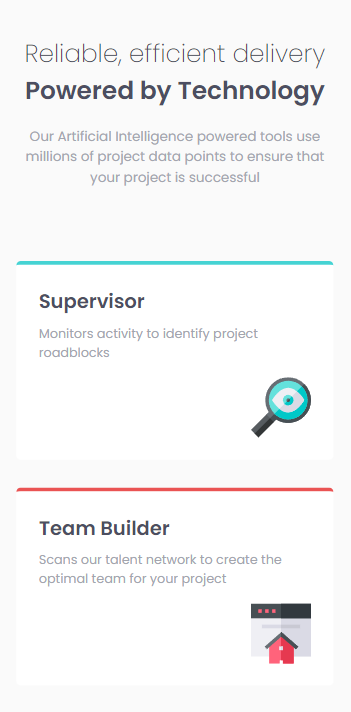 Reliable, efficient delivery
Powered by Technology
Our Artificial Intelligence powered tools use
millions of project data points to ensure that
your project is successful
Supervisor
Monitors activity to identify project
roadblocks
Team Builder
Scans our talent network to create the
optimal team for your project